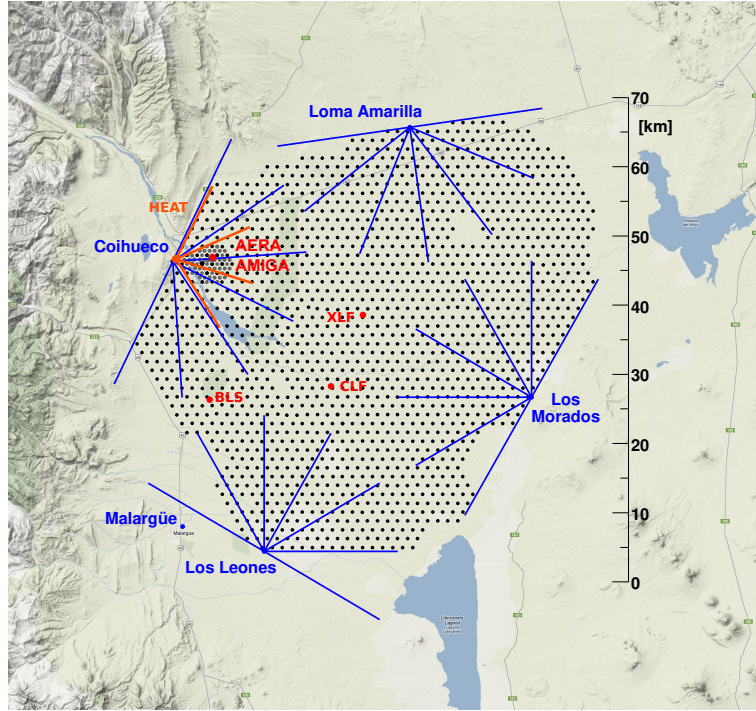 70
[km]
Loma Amarilla
60
HEAT
50
Coihueco
AERA
AMIGA
40
XLF
30
CLF
BLS
Los
Morados
20
Malargüe
Malargüe
10
Los Leones
0